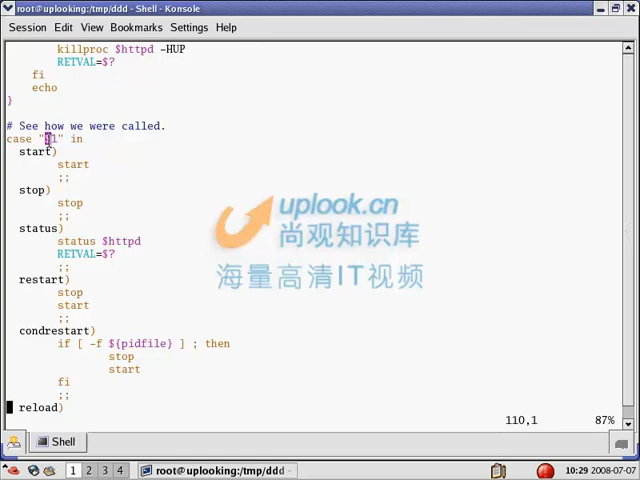 root@uplooking:/tmp/ddd - Shell - Konsole
Session Edit View Bookmarks Settings Help
killproc $httpd -HUP
RETVAL=$?
fi
echo
}
# See how we were called.
case "$1" in
start)
start
;;
stop)
stop
;;
status)
status $httpd
RETVAL=$?
;;
restart)
stop
start
;;
condrestart)
if [ -f ${pidfile} ] ; then
stop
start
fi
;;
reload)
110,1 87%
uplook.cn
尚观知识库
海量高清IT视频
Shell
1 2 3 4 root@uplooking:/tmp/ddd - 10:29 2008-07-07